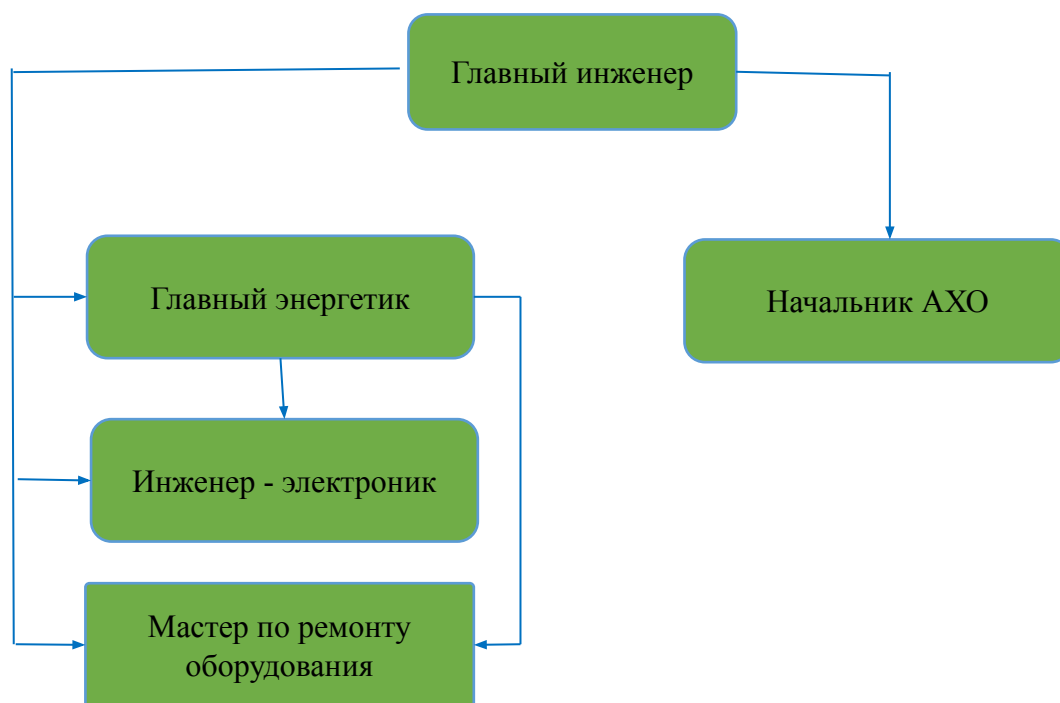 Главный инженер
Главный энергетик
Начальник АХО
Инженер - электроник
Мастер по ремонту
оборудования